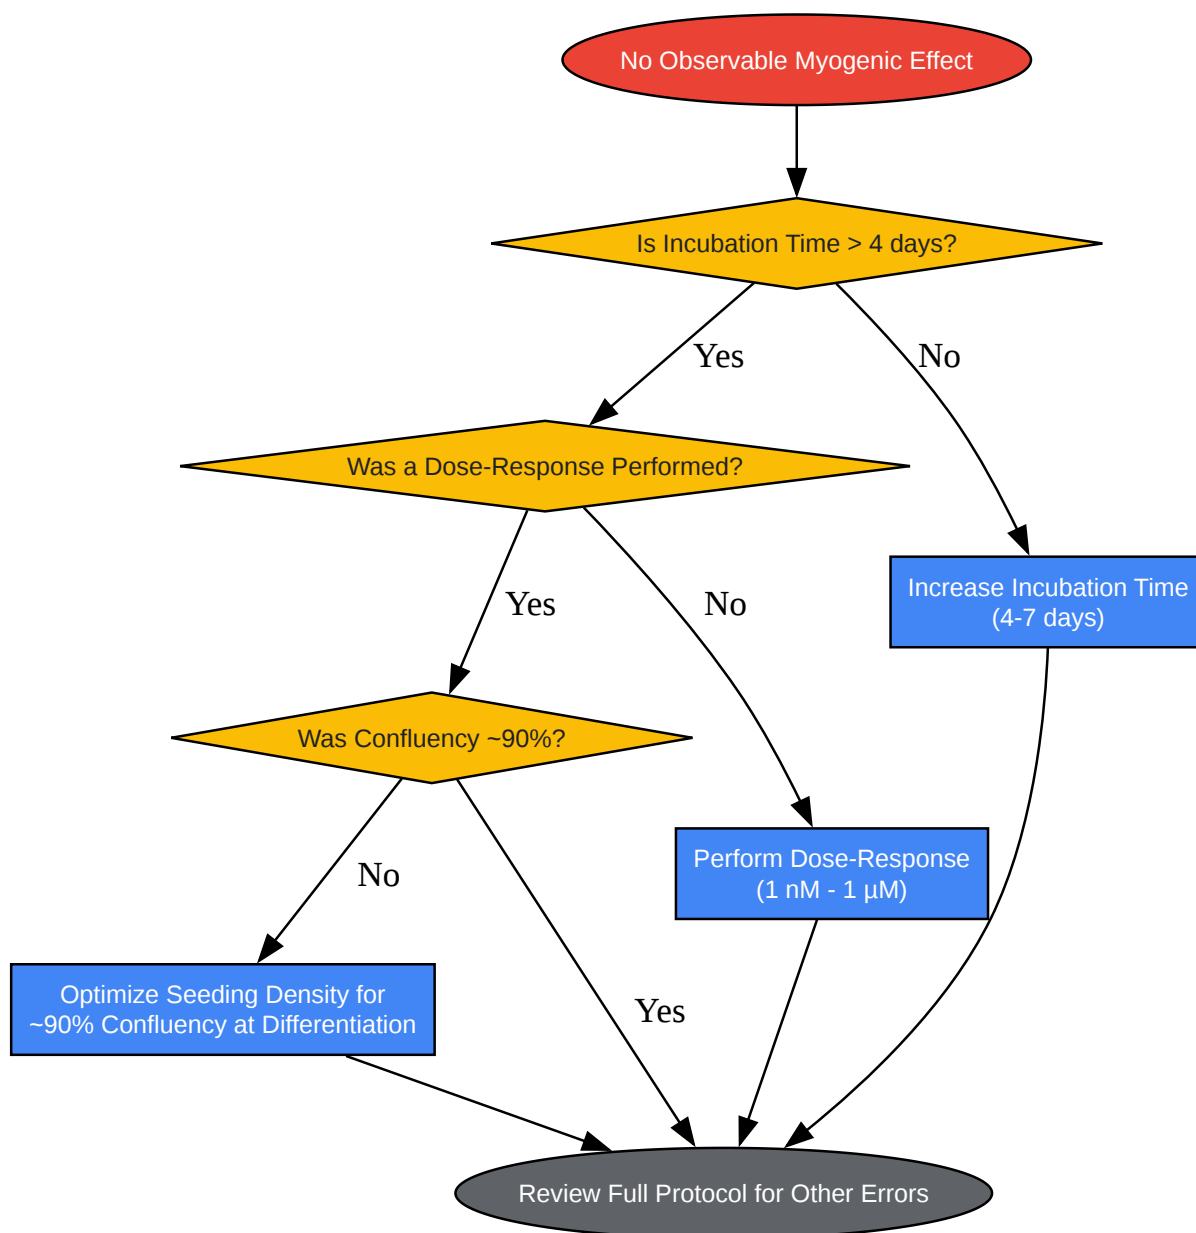 No Observable Myogenic Effect
Is Incubation Time > 4 days?
Yes
No
Was a Dose-Response Performed?
Increase Incubation Time
(4-7 days)
Yes
No
Was Confluency ~90%?
Perform Dose-Response
(1 nM - 1 µM)
No
Optimize Seeding Density for
~90% Confluency at Differentiation
Yes
Review Full Protocol for Other Errors